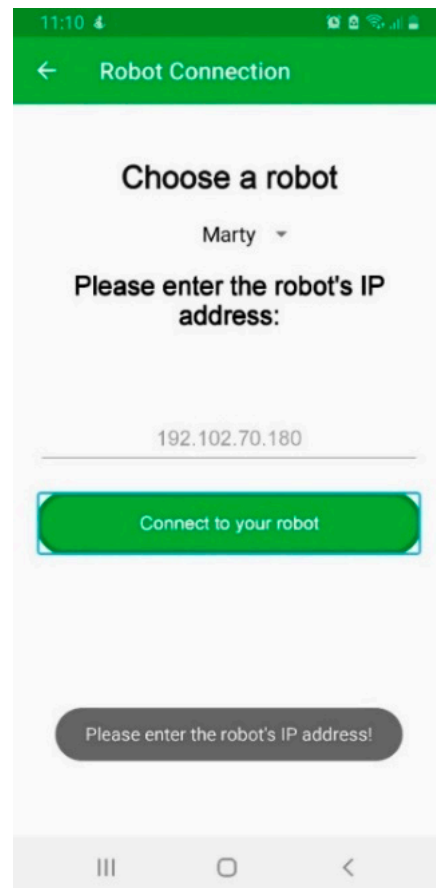 11:10
Robot Connection
Choose a robot
Marty
Please enter the robot's IP
address:
192.102.70.180
Connect to your robot
Please enter the robot's IP address!